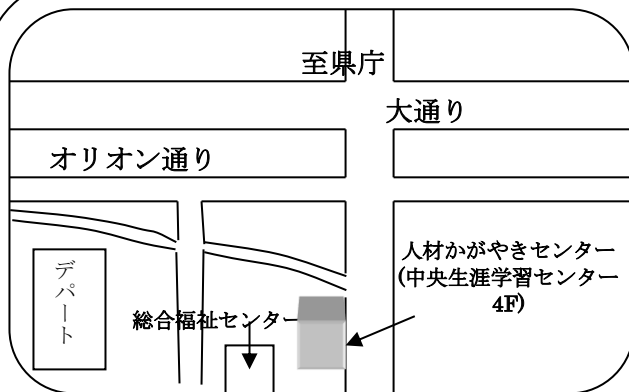 至県庁
大通り
オリオン通り
人材かがやきセンター
(中央生涯学習センター
4F)
デパート
総合福祉センター